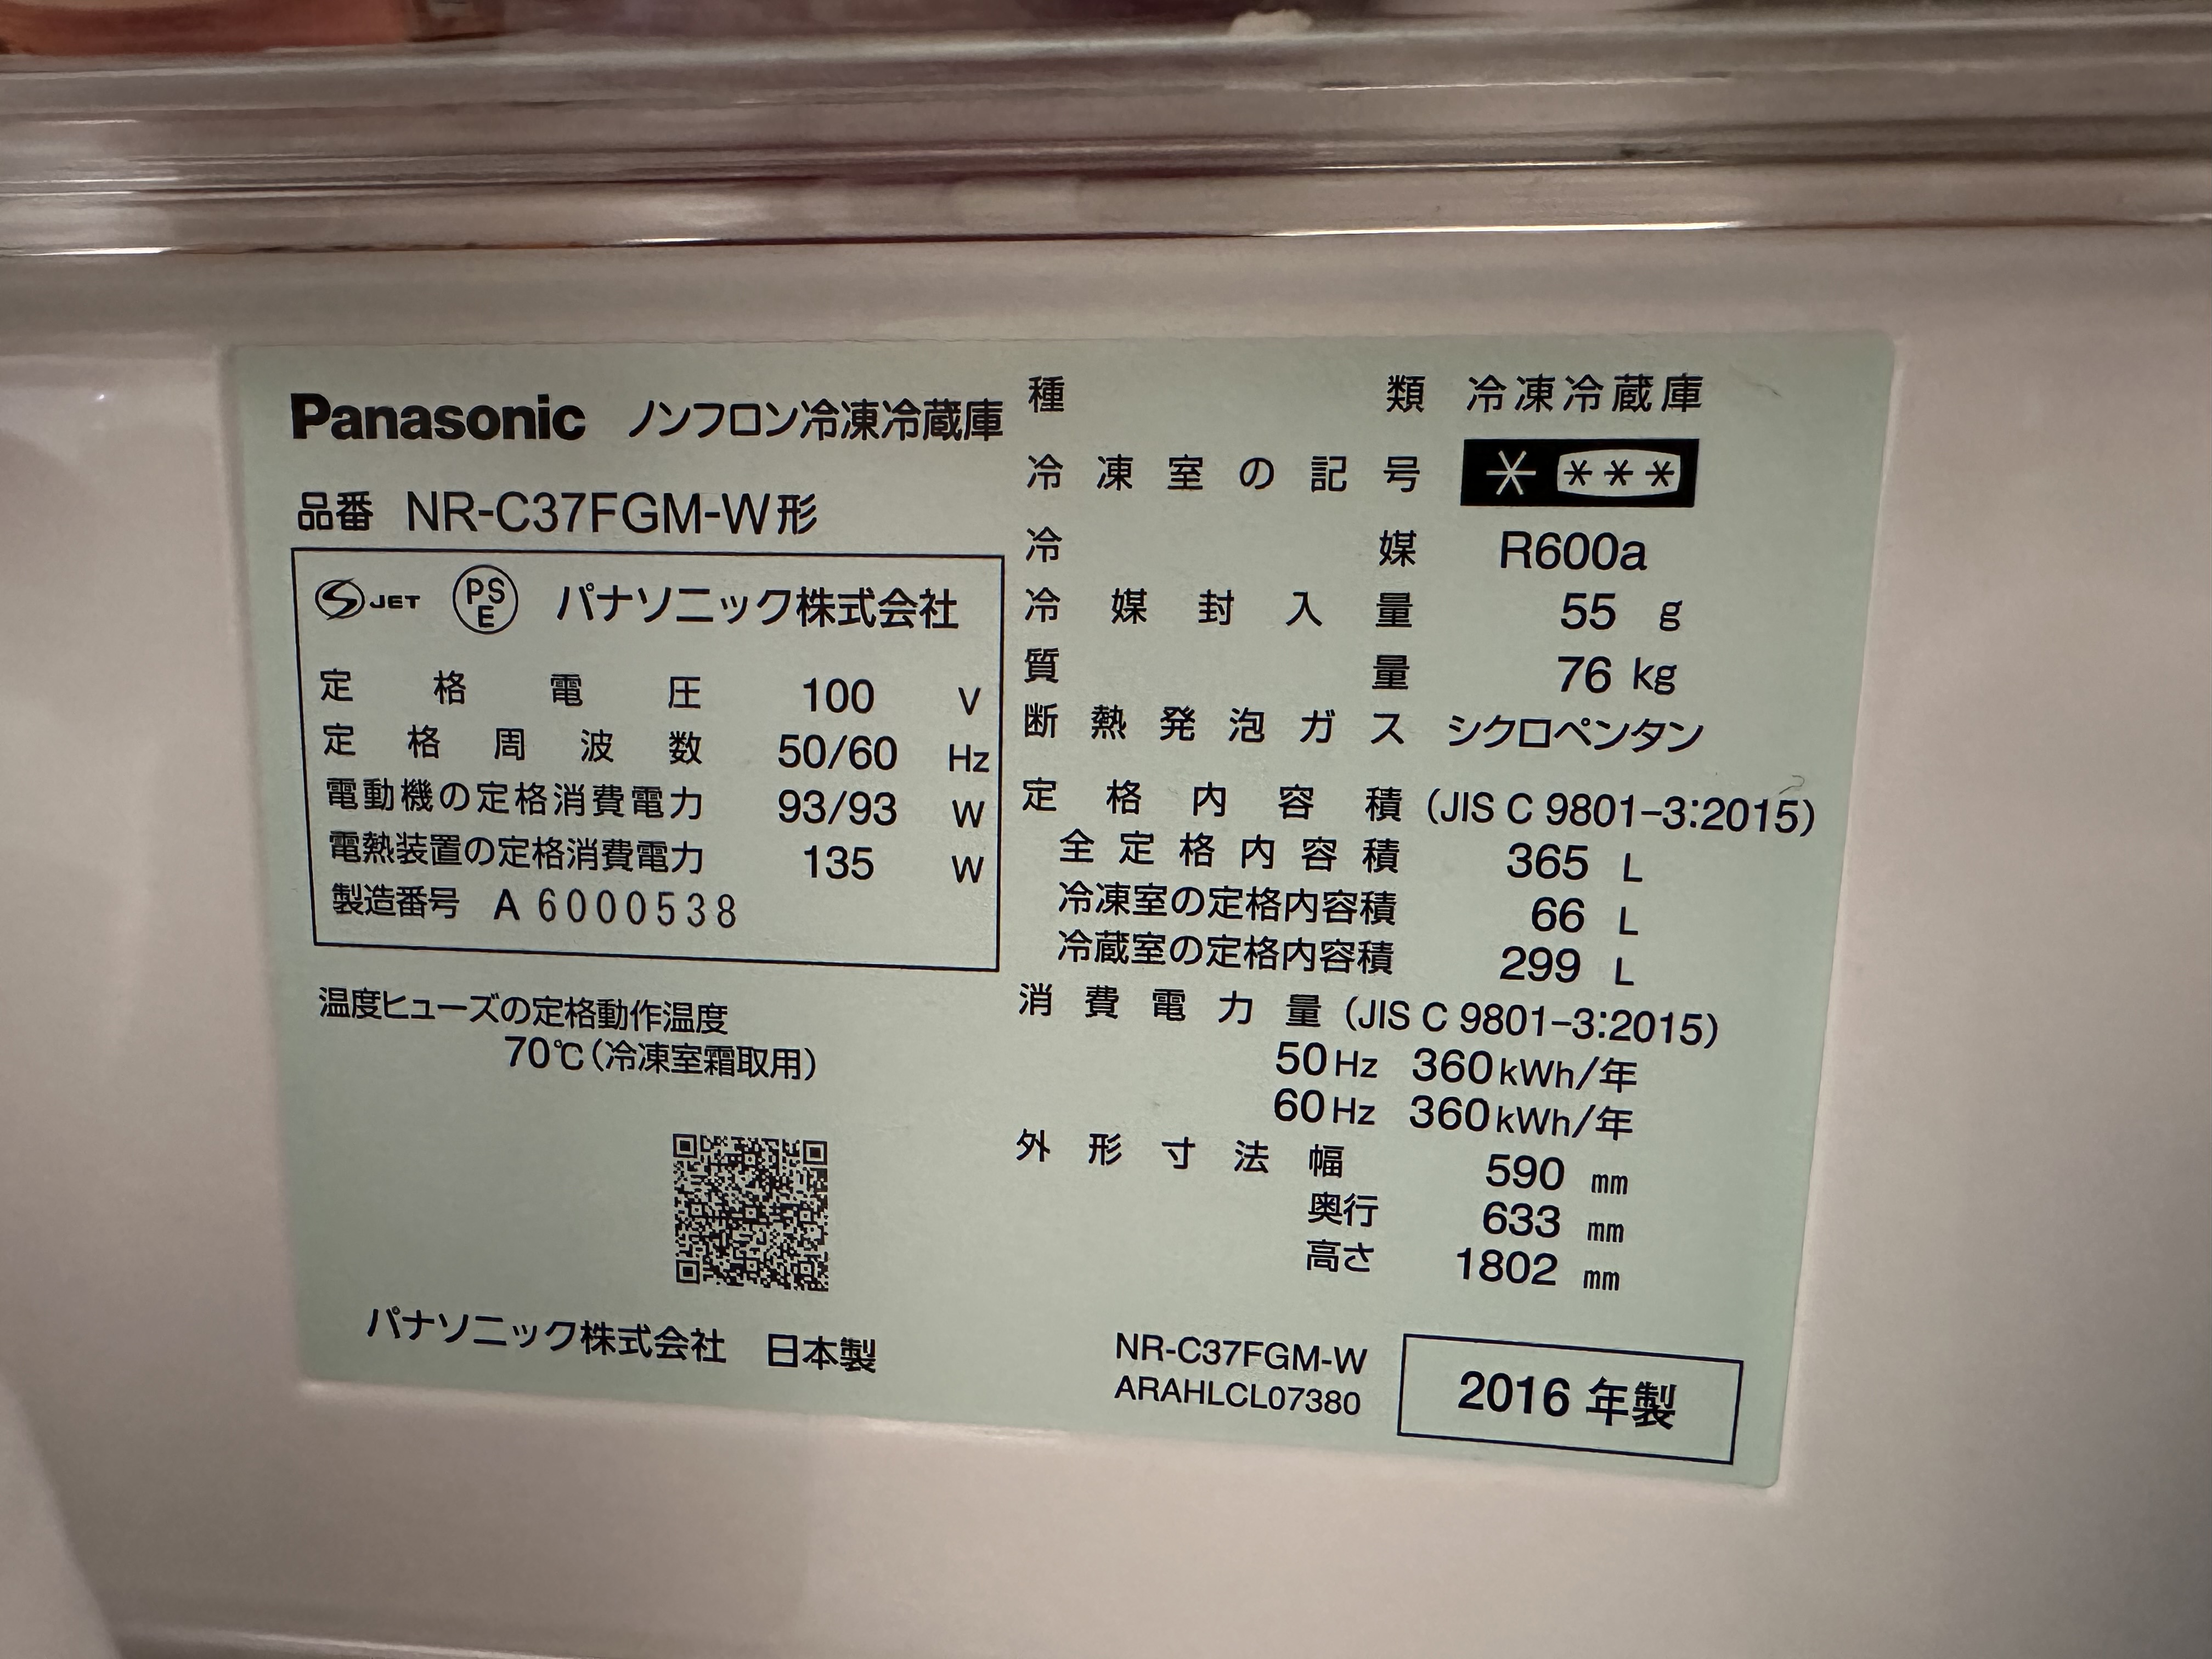 Panasonic ノンフロン冷凍冷蔵庫
品番 NR-C37FGM-W形
JET PSE パナソニック株式会社
定格電圧 100 V
定格周波数 50/60 Hz
電動機の定格消費電力 93/93 W
電熱装置の定格消費電力 135 W
製造番号 A 6000538
温度ヒューズの定格動作温度
70℃(冷凍室霜取用)
パナソニック株式会社 日本製
種類 冷凍冷蔵庫
冷凍室の記号 * ***
冷媒 R600a
冷媒封入量 55 g
質量 76 kg
断熱発泡ガス シクロペンタン
定格内容積 (JIS C 9801-3:2015)
全定格内容積 365 L
冷凍室の定格内容積 66 L
冷蔵室の定格内容積 299 L
消費電力量 (JIS C 9801-3:2015)
50Hz 360kWh/年
60Hz 360kWh/年
外形寸法 幅 590 mm
奥行 633 mm
高さ 1802 mm
NR-C37FGM-W
ARAHLCL07380
2016 年製